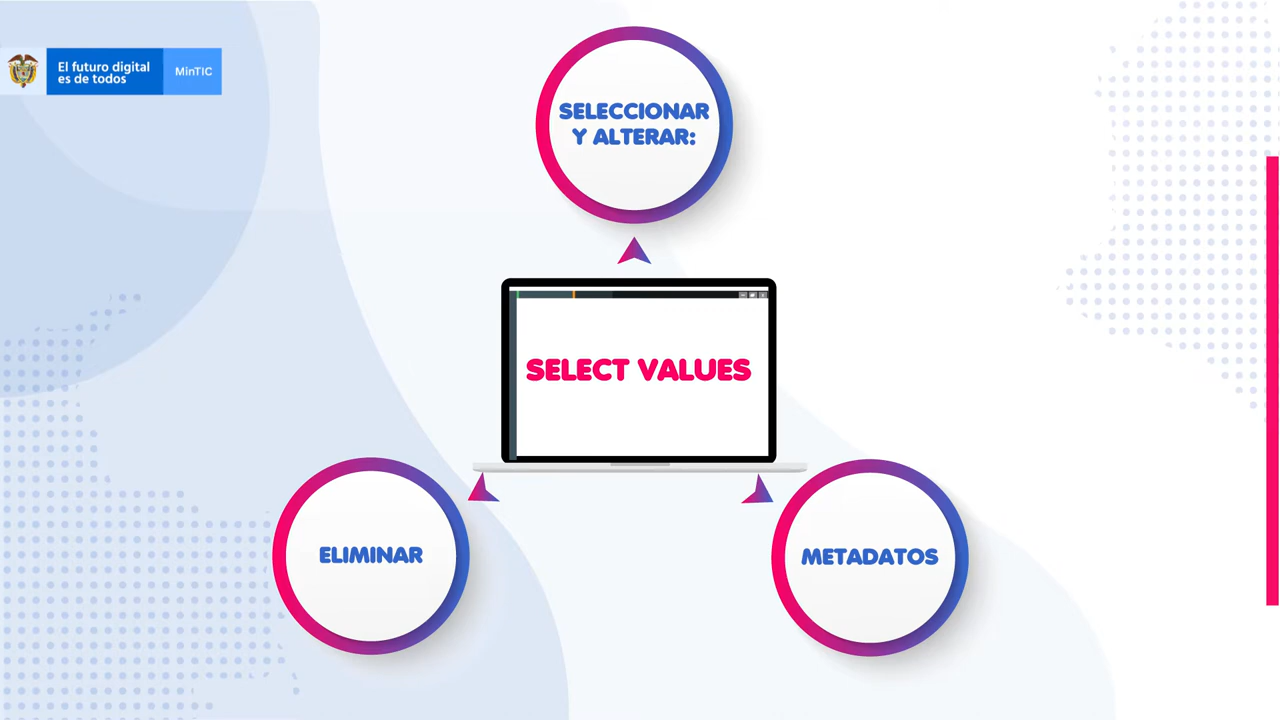 El futuro digital
es de todos
MinTIC
SELECCIONAR
Y ALTERAR:
SELECT VALUES
ELIMINAR
METADATOS